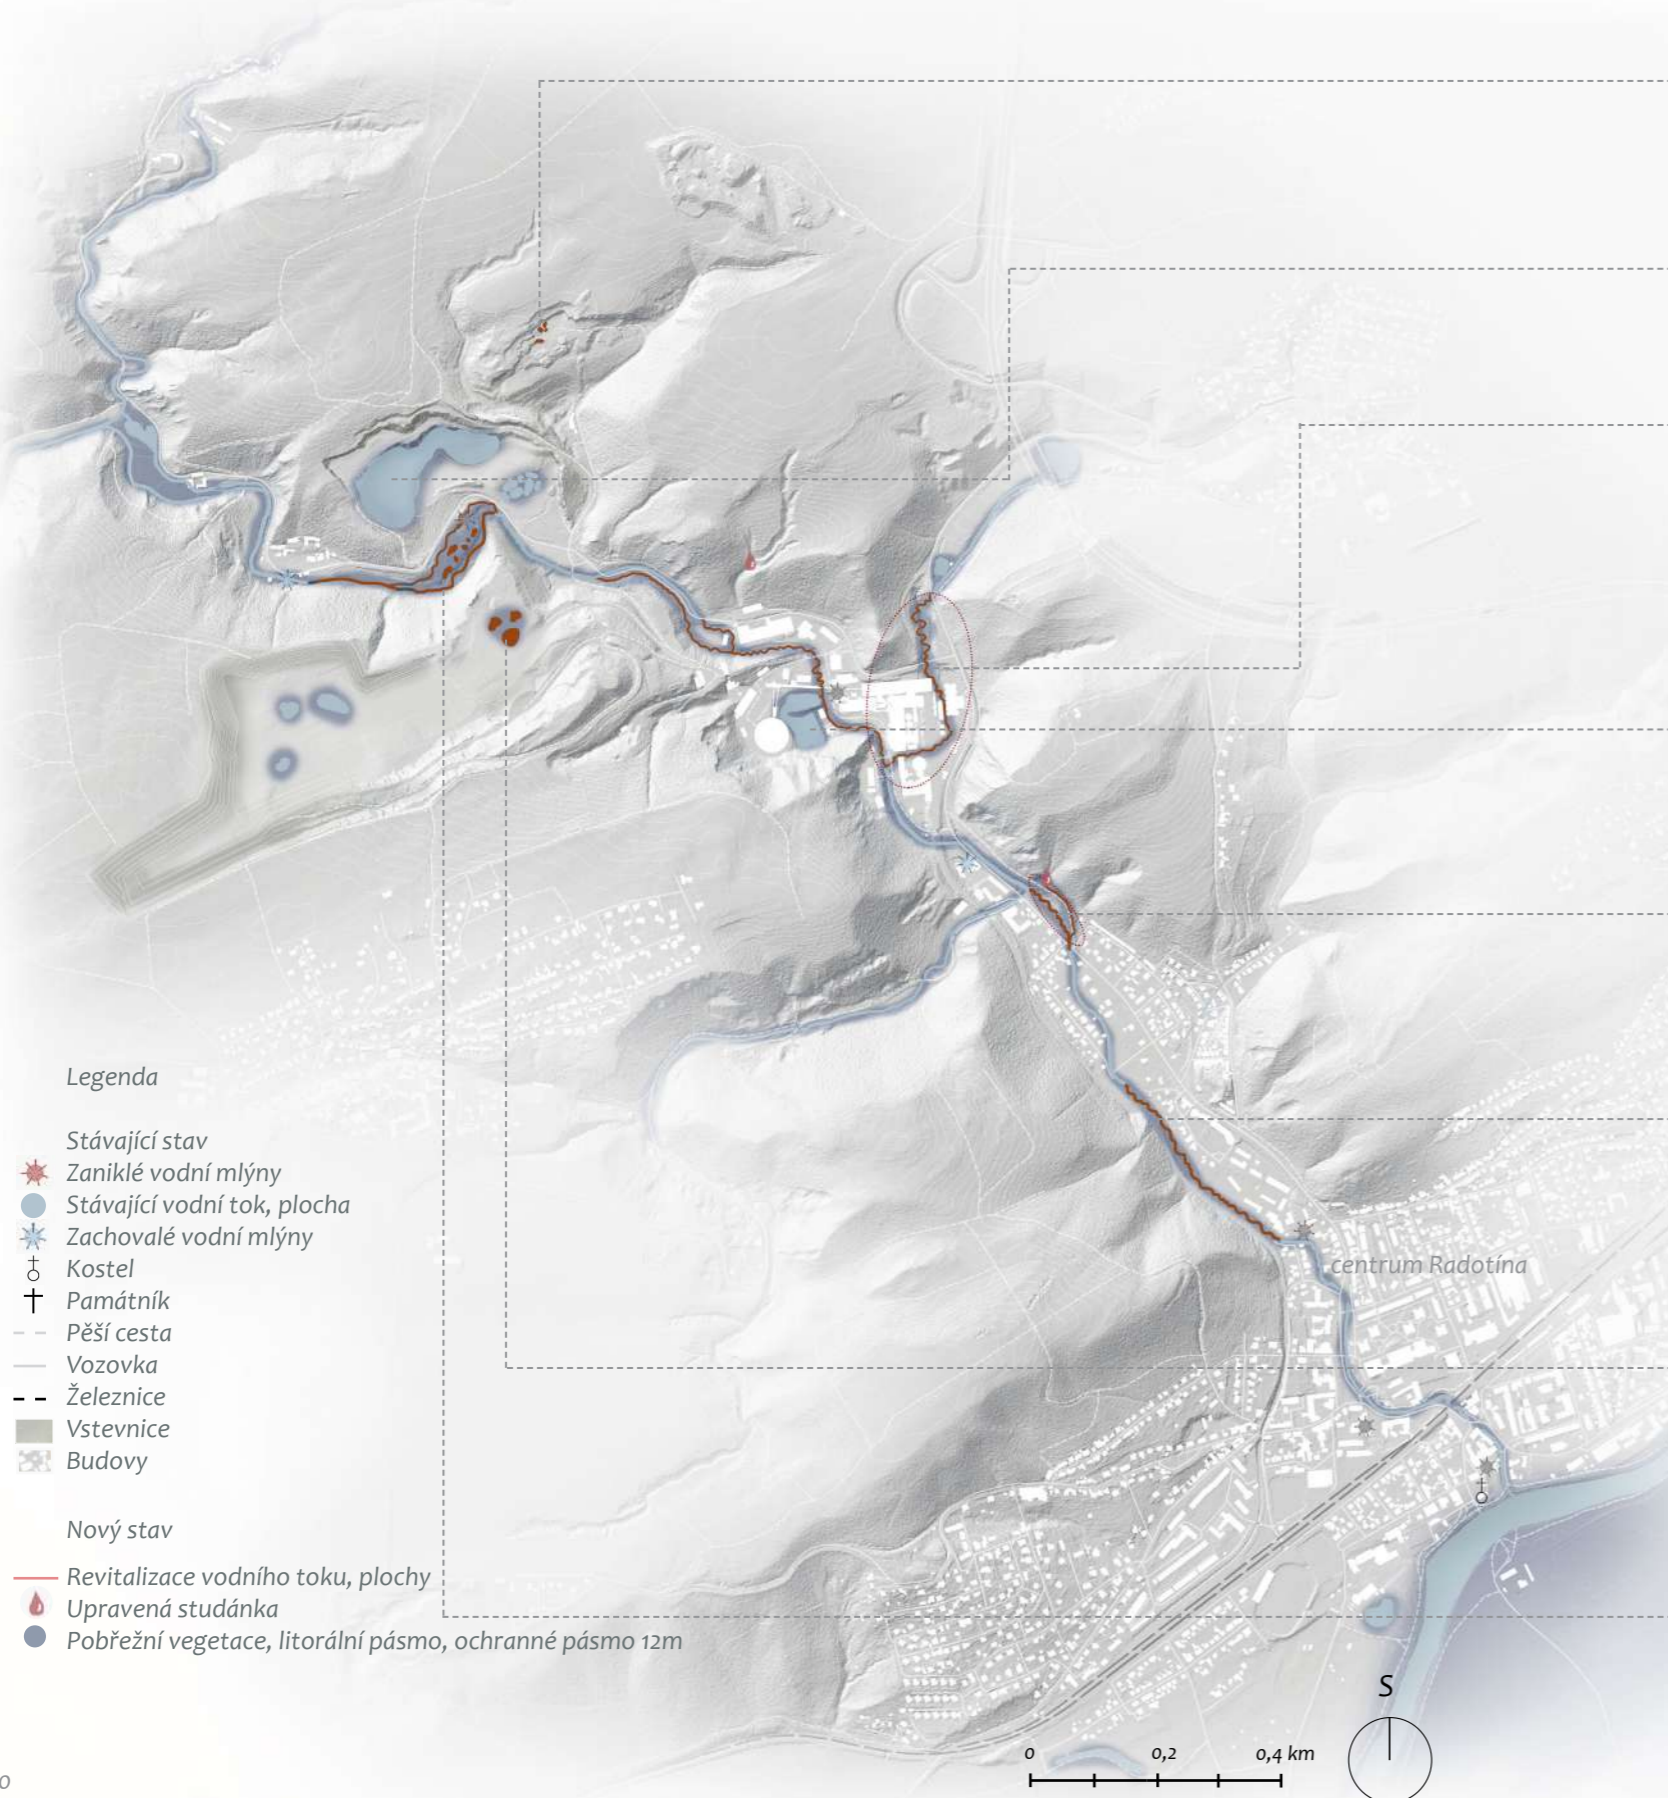 Legenda
Stávající stav
Zaniklé vodní mlýny
Stávající vodní tok, plocha
Zachovalé vodní mlýny
Kostel
Památník
Pěší cesta
Vozovka
Železnice
Vstevnice
Budovy
Nový stav
Revitalizace vodního toku, plochy
Upravená studánka
Pobřežní vegetace, litorální pásmo, ochranné pásmo 12m
centrum Radotína
S
0 0,2 0,4 km
0